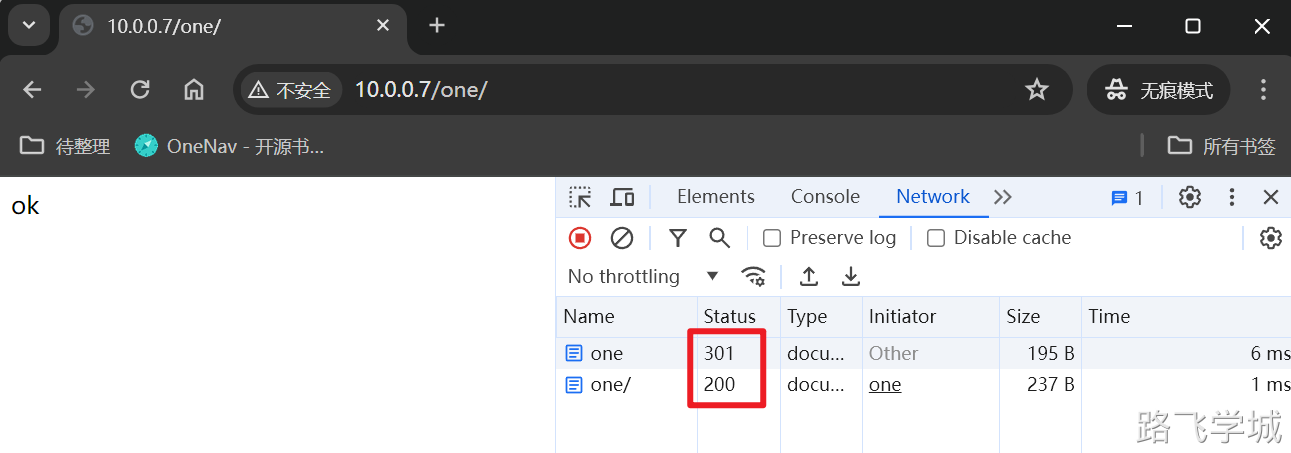 10.0.0.7/one/
不安全 10.0.0.7/one/ 无痕模式
待整理 OneNav - 开源书... 所有书签
ok
Elements Console Network 1
Preserve log Disable cache
No throttling
Name Status Type Initiator Size Time
one 301 docu... Other 195 B 6 ms
one/ 200 docu... one 237 B 1 ms
路飞学城